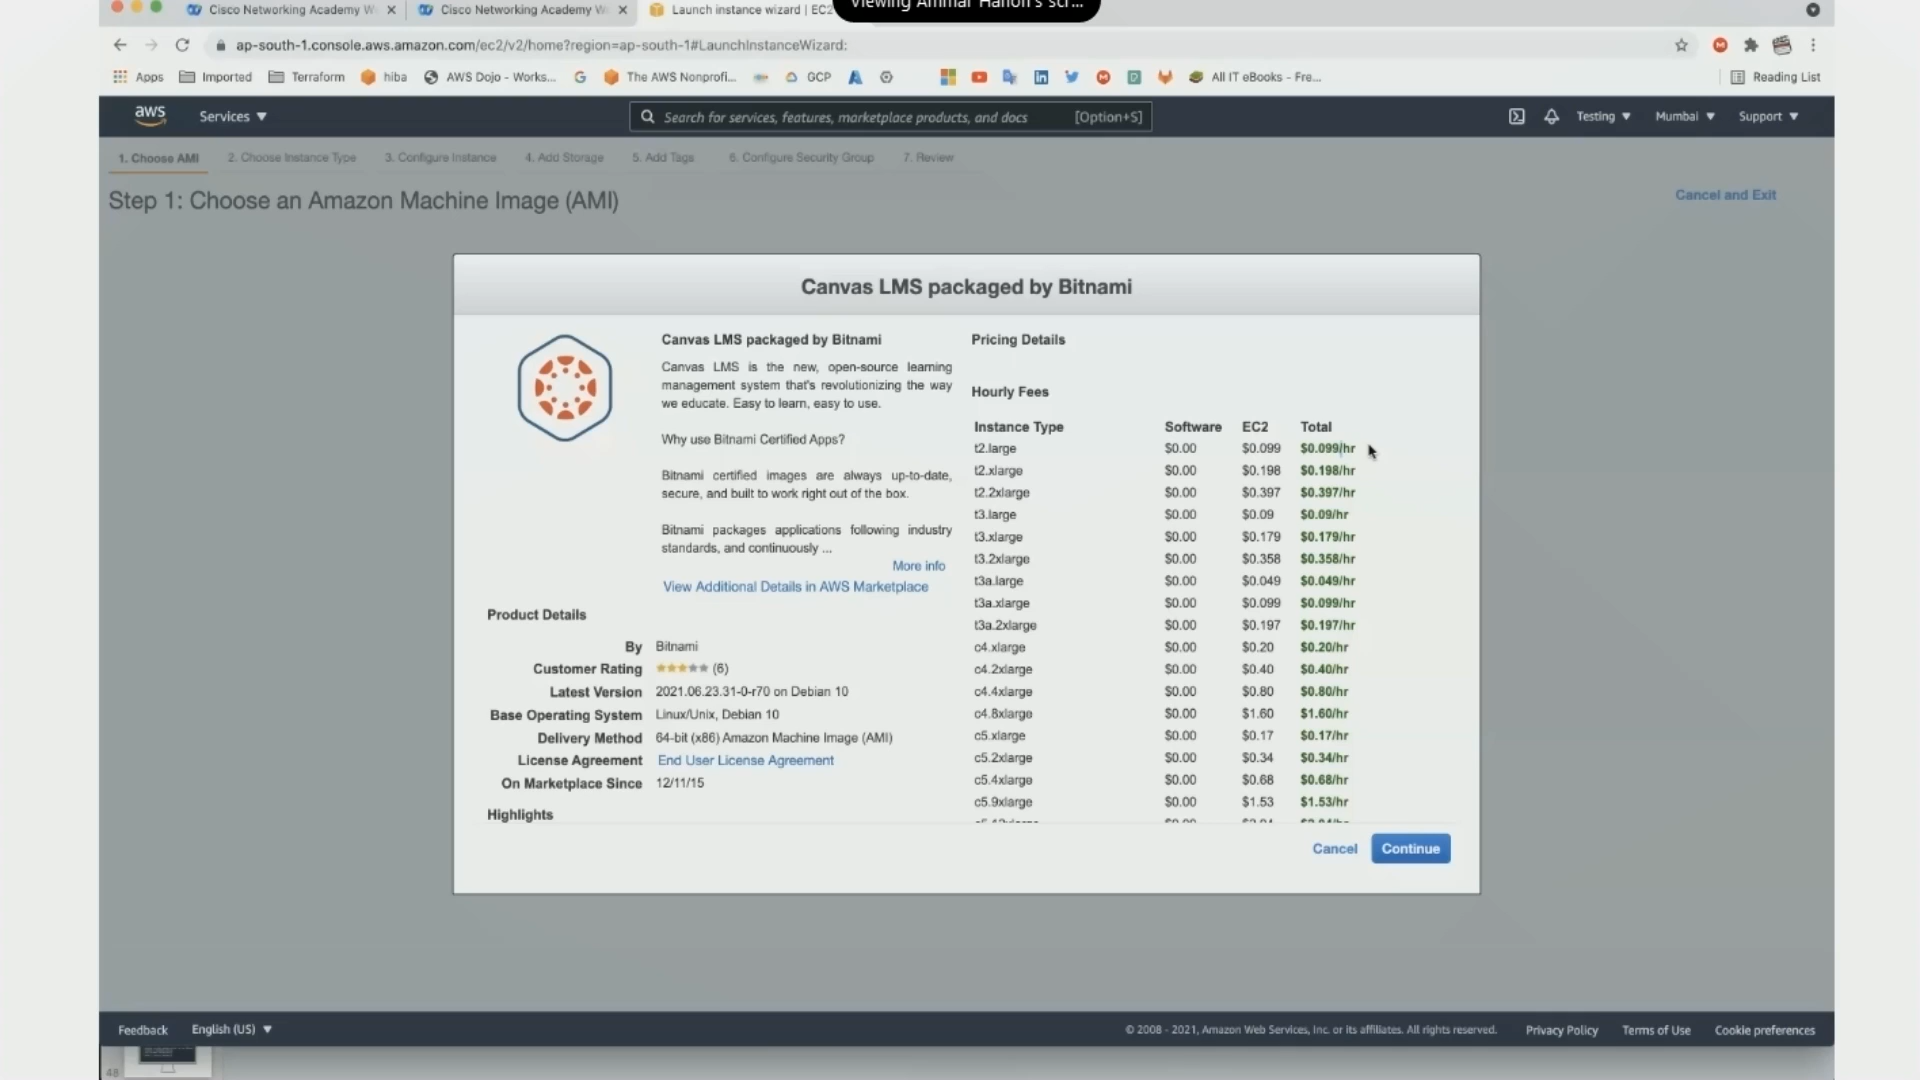 Cisco Networking Academy W
Cisco Networking Academy W
Launch instance wizard | EC2
Viewing Ammar Hanon's scr...
ap-south-1.console.aws.amazon.com/ec2/v2/home?region=ap-south-1#LaunchInstanceWizard:
Apps Imported Terraform hiba AWS Dojo - Works... The AWS Nonprofi... GCP All IT eBooks - Fre... Reading List
aws Services Search for services, features, marketplace products, and docs [Option+S] Testing Mumbai Support
1. Choose AMI 2. Choose Instance Type 3. Configure Instance 4. Add Storage 5. Add Tags 6. Configure Security Group 7. Review
Step 1: Choose an Amazon Machine Image (AMI)
Cancel and Exit
Canvas LMS packaged by Bitnami
Canvas LMS packaged by Bitnami
Canvas LMS is the new, open-source learning
management system that's revolutionizing the way
we educate. Easy to learn, easy to use.
Why use Bitnami Certified Apps?
Bitnami certified images are always up-to-date,
secure, and built to work right out of the box.
Bitnami packages applications following industry
standards, and continuously ...
More info
View Additional Details in AWS Marketplace
Product Details
By Bitnami
Customer Rating (6)
Latest Version 2021.06.23.31-0-r70 on Debian 10
Base Operating System Linux/Unix, Debian 10
Delivery Method 64-bit (x86) Amazon Machine Image (AMI)
License Agreement End User License Agreement
On Marketplace Since 12/11/15
Highlights
Pricing Details
Hourly Fees
Instance Type Software EC2 Total
t2.large $0.00 $0.099 $0.099/hr
t2.xlarge $0.00 $0.198 $0.198/hr
t2.2xlarge $0.00 $0.397 $0.397/hr
t3.large $0.00 $0.09 $0.09/hr
t3.xlarge $0.00 $0.179 $0.179/hr
t3.2xlarge $0.00 $0.358 $0.358/hr
t3a.large $0.00 $0.049 $0.049/hr
t3a.xlarge $0.00 $0.099 $0.099/hr
t3a.2xlarge $0.00 $0.197 $0.197/hr
c4.xlarge $0.00 $0.20 $0.20/hr
c4.2xlarge $0.00 $0.40 $0.40/hr
c4.4xlarge $0.00 $0.80 $0.80/hr
c4.8xlarge $0.00 $1.60 $1.60/hr
c5.xlarge $0.00 $0.17 $0.17/hr
c5.2xlarge $0.00 $0.34 $0.34/hr
c5.4xlarge $0.00 $0.68 $0.68/hr
c5.9xlarge $0.00 $1.53 $1.53/hr
Cancel Continue
Feedback English (US) © 2008 - 2021, Amazon Web Services, Inc. or its affiliates. All rights reserved. Privacy Policy Terms of Use Cookie preferences
48